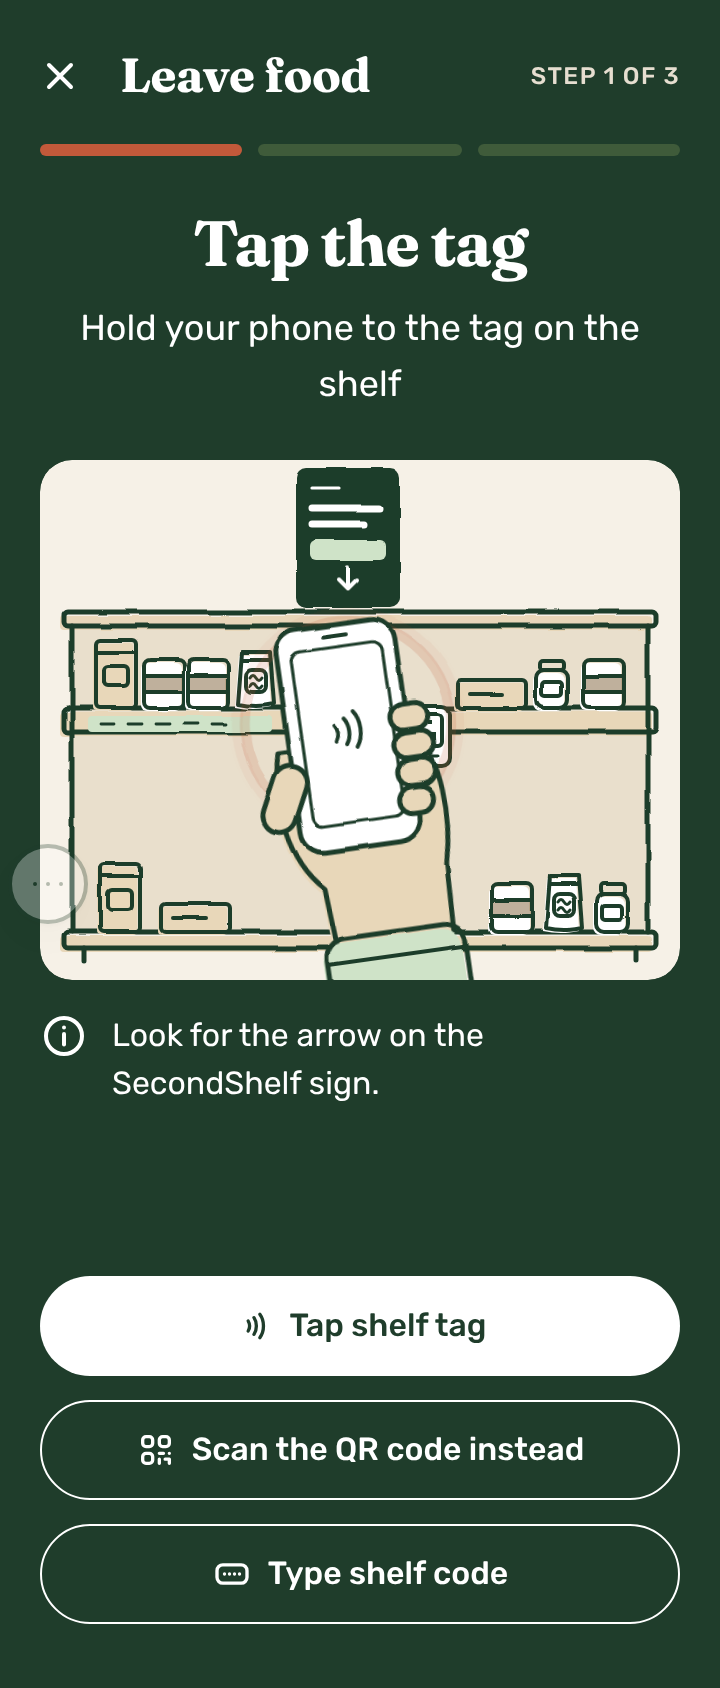 Leave food
STEP 1 OF 3
Tap the tag
Hold your phone to the tag on the
shelf
Look for the arrow on the
SecondShelf sign.
Tap shelf tag
Scan the QR code instead
Type shelf code